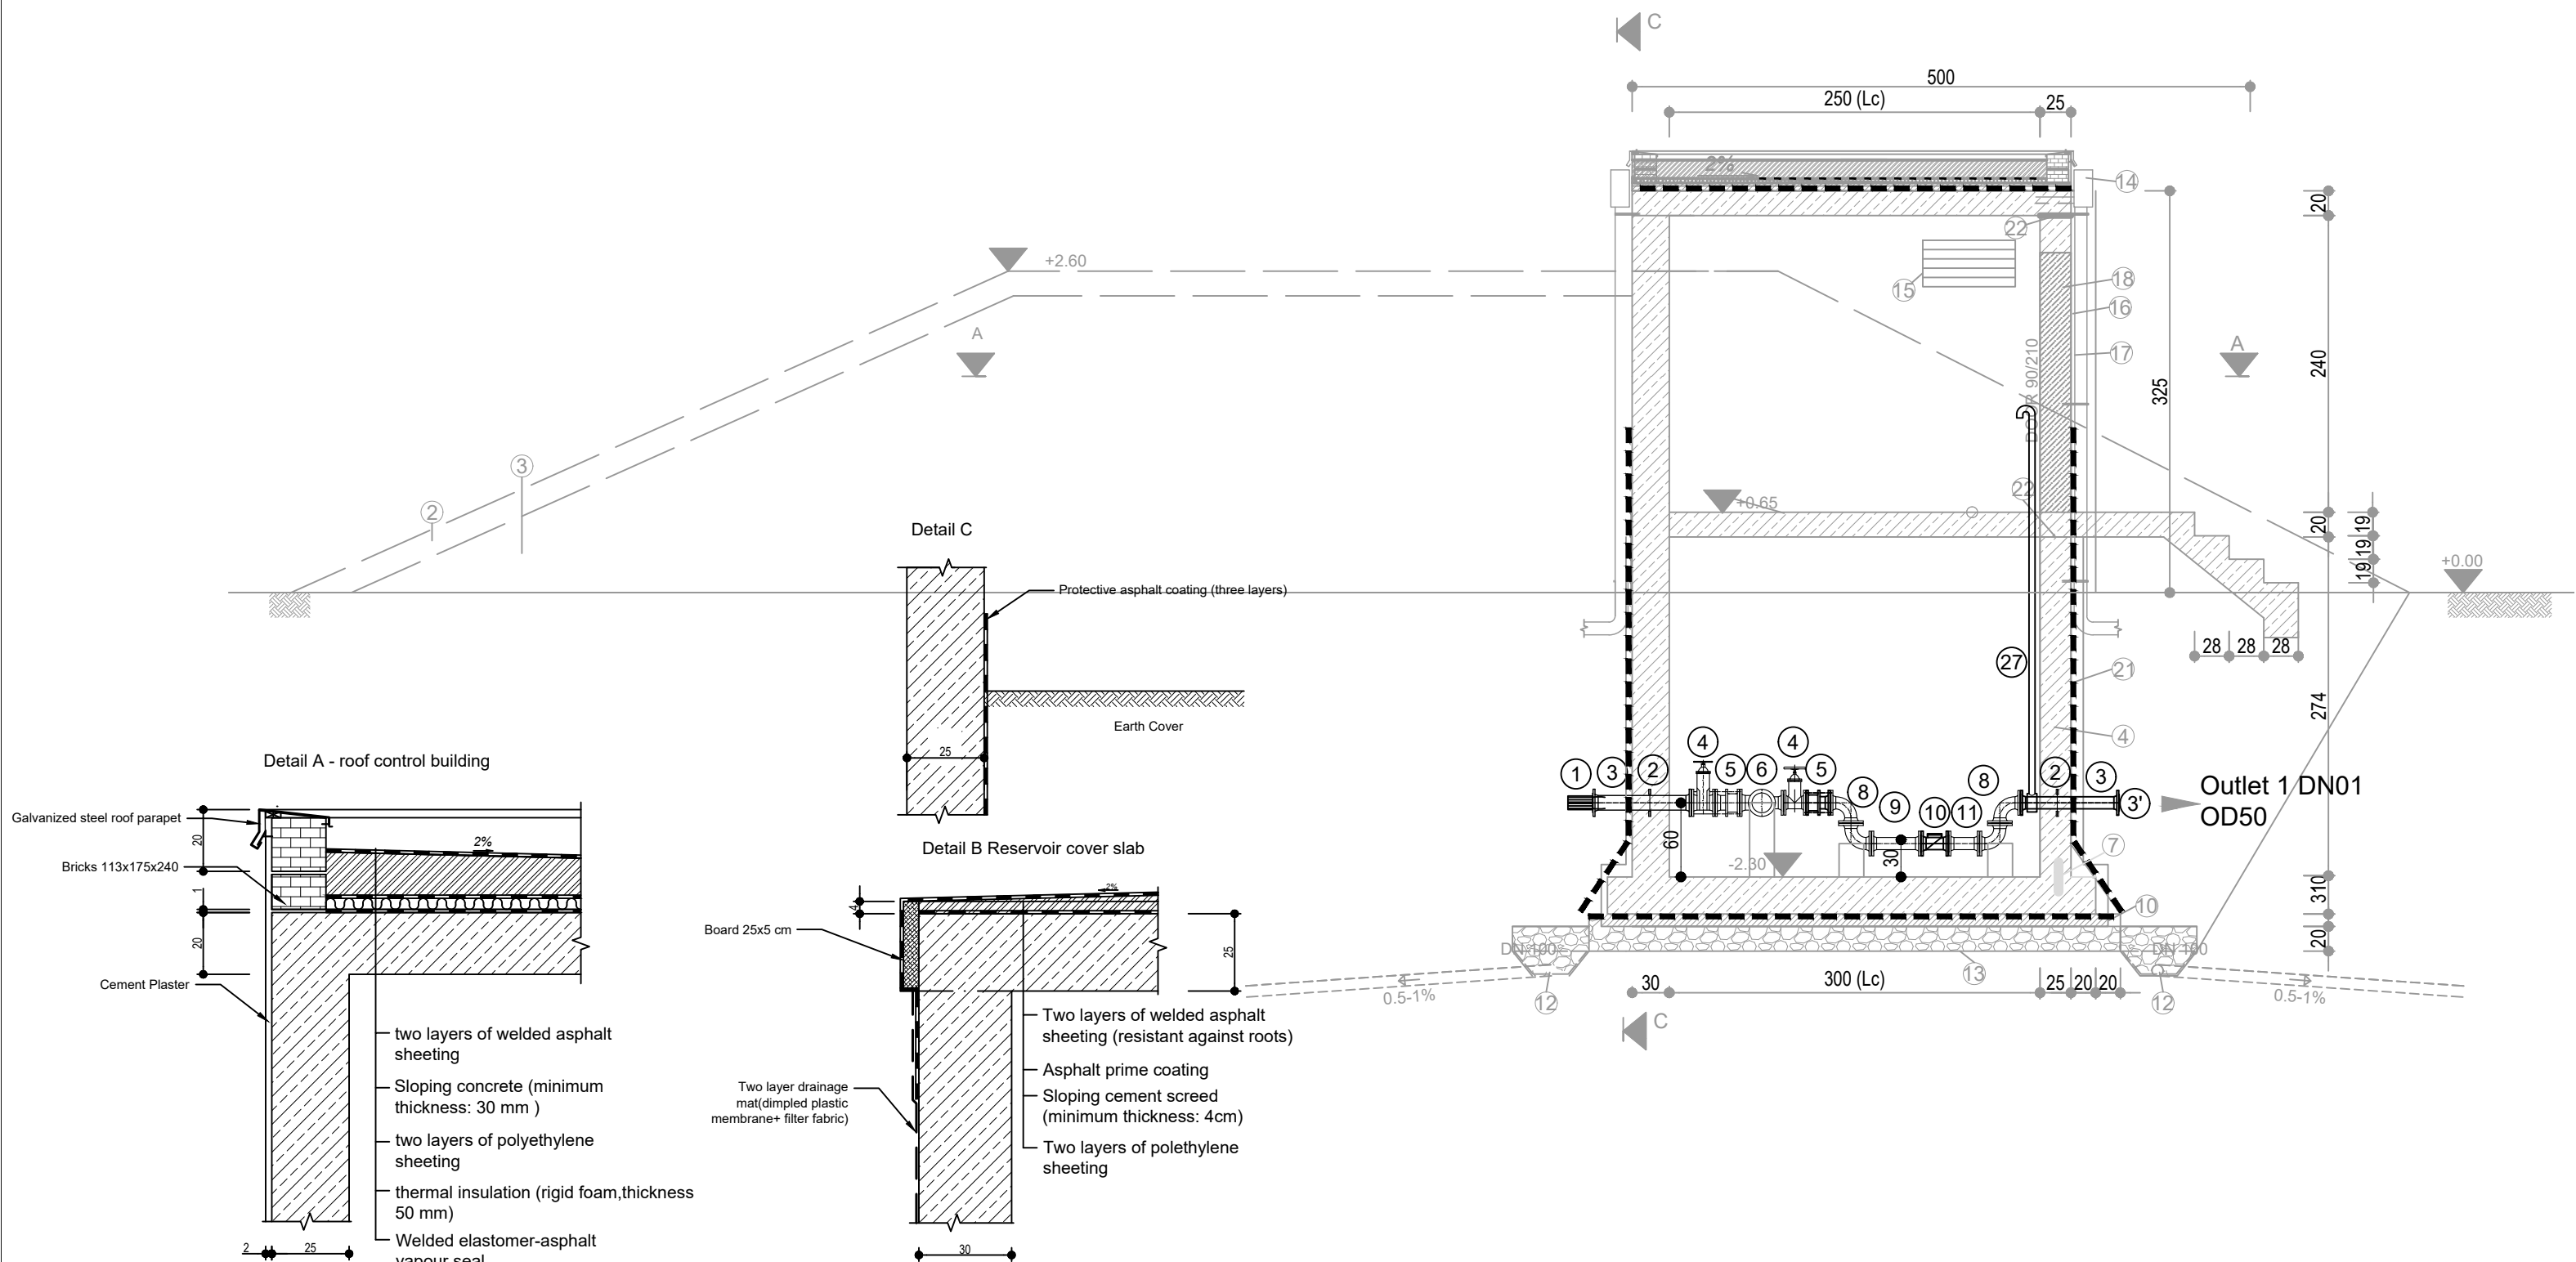 C
500
250 (Lc)
25
2%
14
20
22
+2.60
15
18
16
17
A
A
DOOR 90/210
240
325
3
2
+0.65
22
20
19
19
19
+0.00
Detail C
Protective asphalt coating (three layers)
25
Earth Cover
28
28
28
27
21
274
4
1
3
2
4
5
6
4
5
8
9
10
11
8
2
3
3'
Outlet 1 DN01
OD50
60
-2.30
30
7
10
310
20
DN 100
DN 100
13
12
12
0.5-1%
0.5-1%
30
300 (Lc)
25
20
20
C
Detail A - roof control building
Galvanized steel roof parapet
20
2%
Bricks 113x175x240
1
20
Cement Plaster
two layers of welded asphalt
sheeting
Sloping concrete (minimum
thickness: 30 mm )
two layers of polyethylene
sheeting
thermal insulation (rigid foam,thickness
50 mm)
Welded elastomer-asphalt
vapour seal
2
25
Detail B Reservoir cover slab
2%
4
Board 25x5 cm
25
Two layers of welded asphalt
sheeting (resistant against roots)
Asphalt prime coating
Sloping cement screed
(minimum thickness: 4cm)
Two layers of polethylene
sheeting
Two layer drainage
mat(dimpled plastic
membrane+ filter fabric)
30